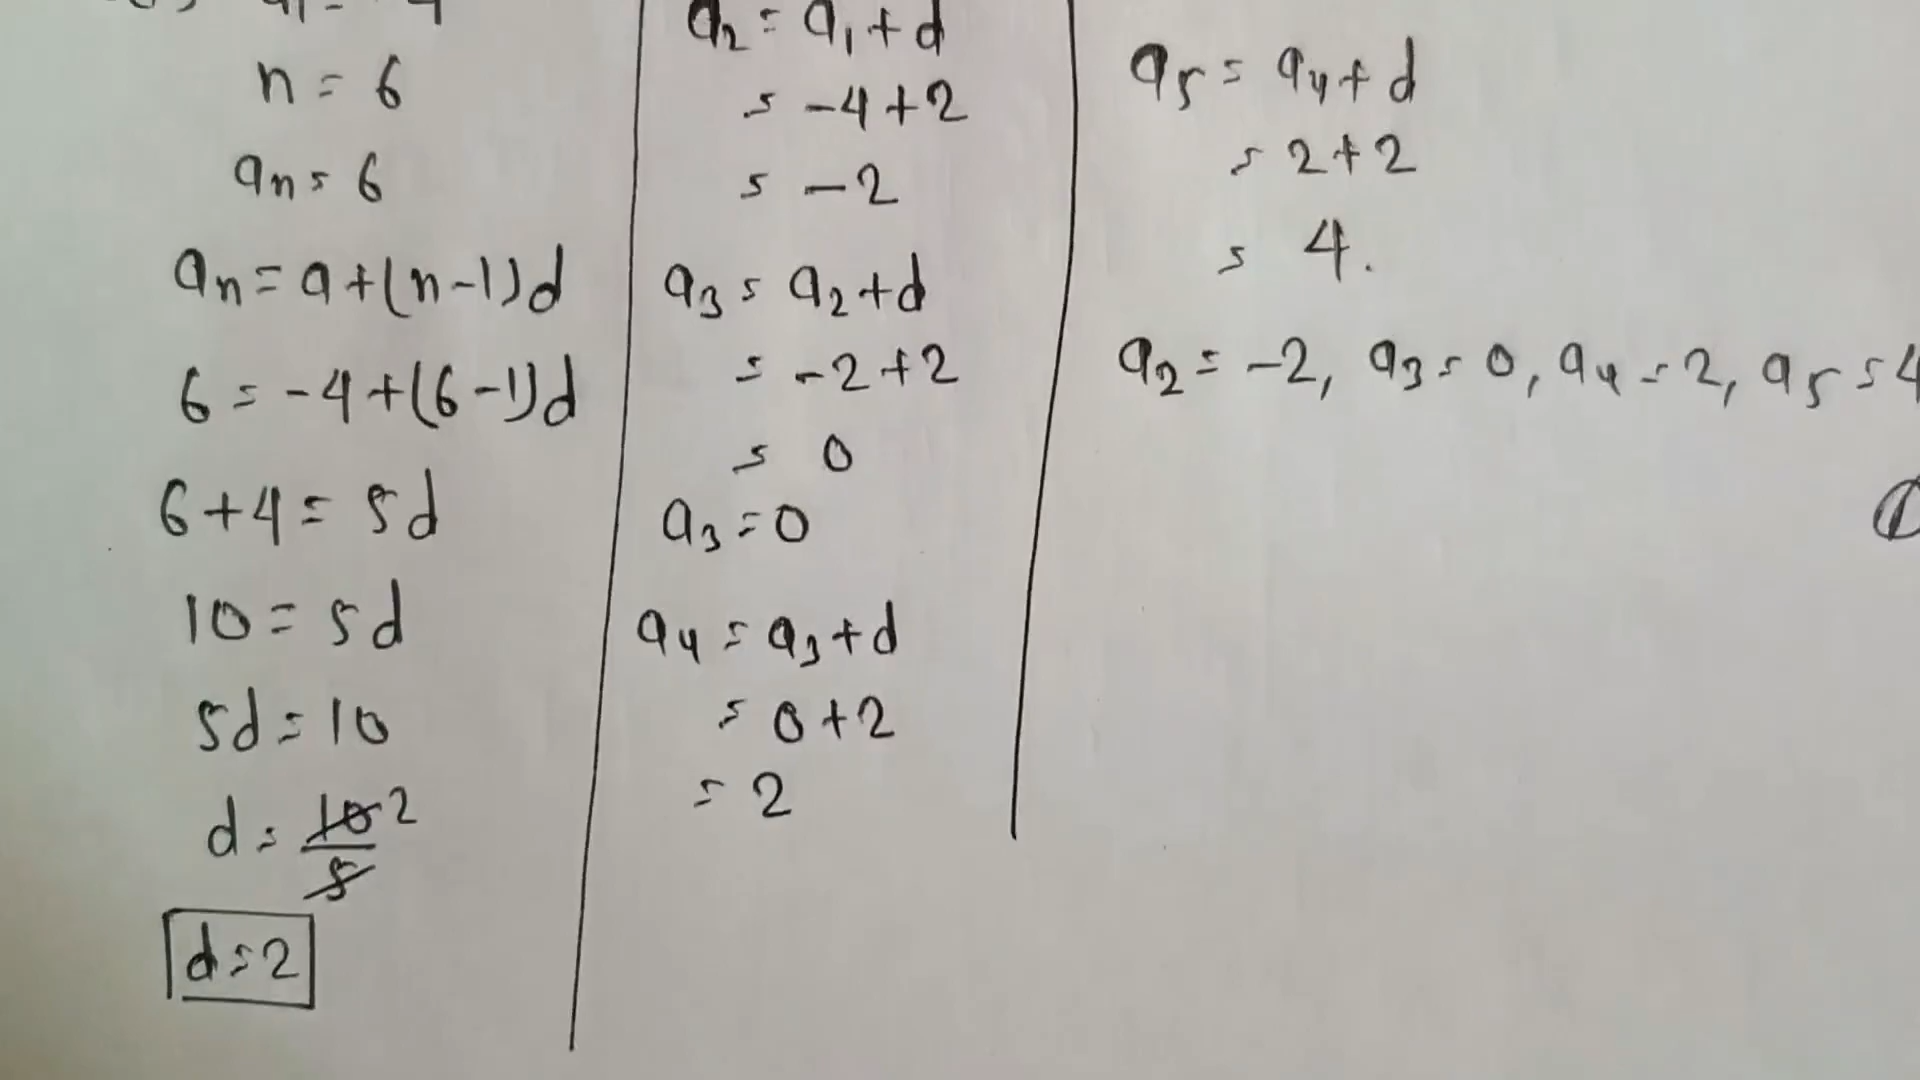 n = 6
an = 6
an = a + (n-1)d
6 = -4 + (6-1)d
6+4 = 5d
10 = 5d
5d = 10
d = 10/5 2
d = 2
a2 = a1 + d
= -4+2
= -2
a3 = a2+d
= -2+2
= 0
a3 = 0
a4 = a3+d
= 0+2
= 2
a5 = a4+d
= 2+2
= 4.
a2 = -2, a3 = 0, a4 = 2, a5 = 4